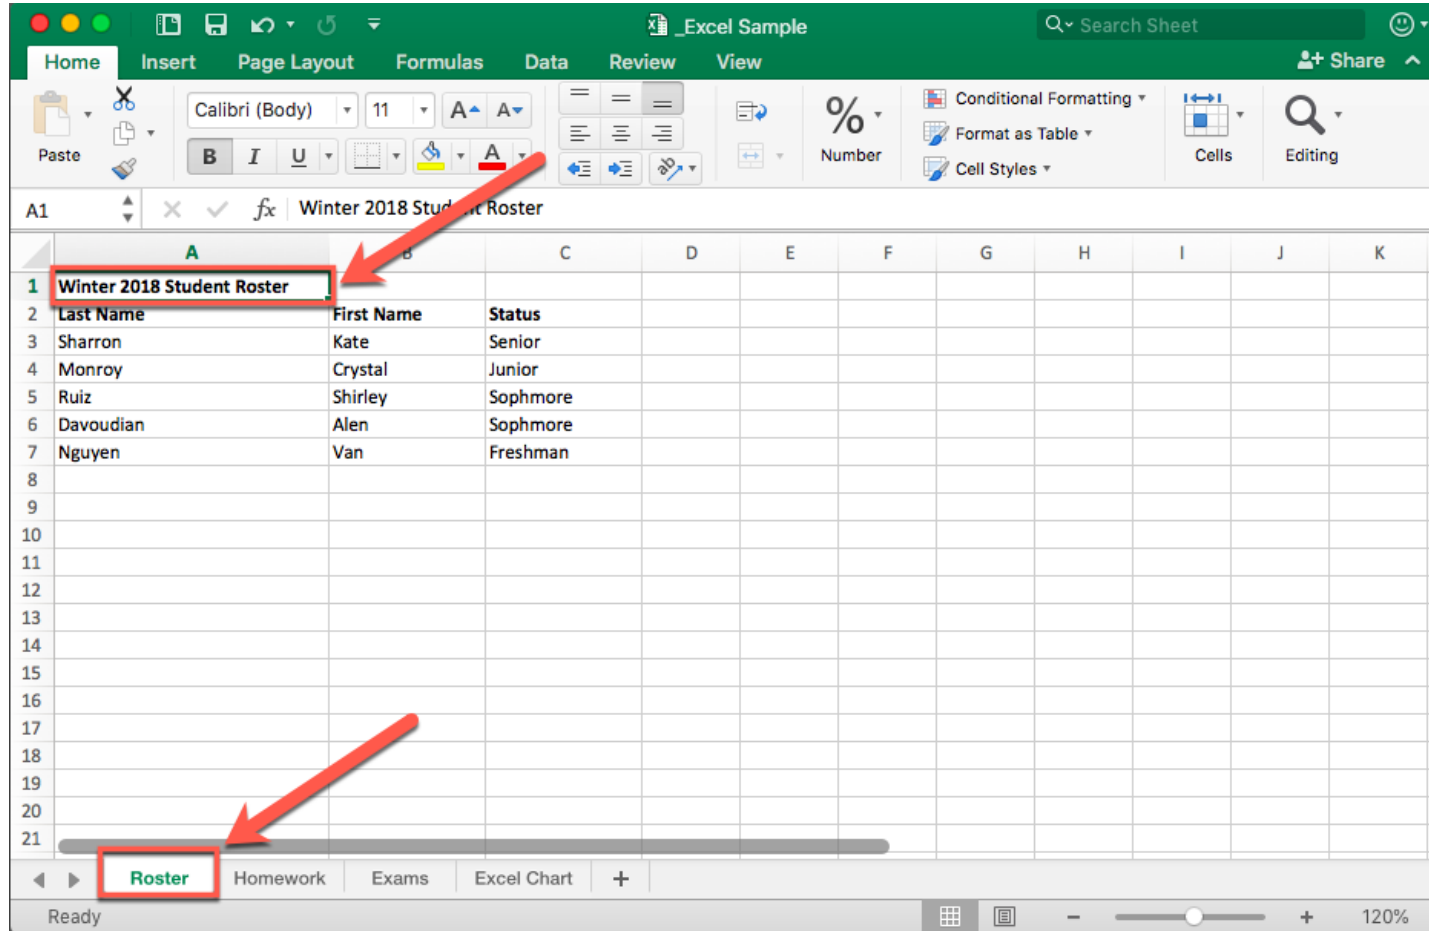 _Excel Sample
Search Sheet
Home Insert Page Layout Formulas Data Review View Share
Calibri (Body) 11 A A
Paste B I U A
% Number
Conditional Formatting
Format as Table
Cell Styles
Cells Editing
A1 fx Winter 2018 Student Roster
A B C D E F G H I J K
1 Winter 2018 Student Roster
2 Last Name First Name Status
3 Sharron Kate Senior
4 Monroy Crystal Junior
5 Ruiz Shirley Sophmore
6 Davoudian Alen Sophmore
7 Nguyen Van Freshman
8
9
10
11
12
13
14
15
16
17
18
19
20
21
Roster Homework Exams Excel Chart +
Ready − + 120%